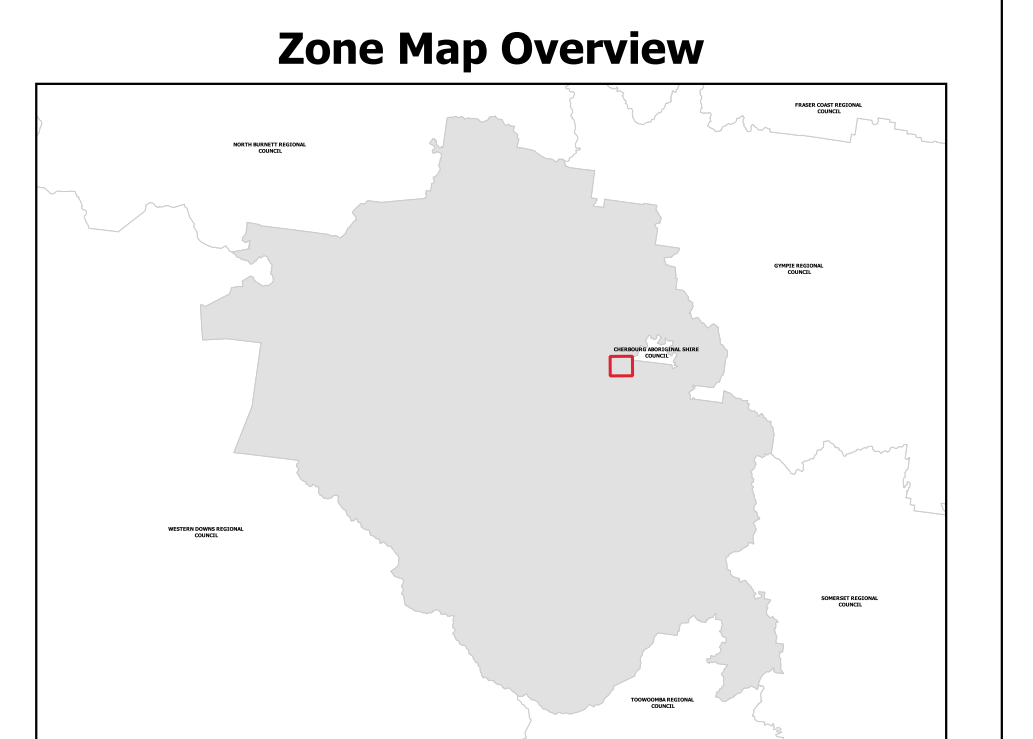 Zone Map Overview
FRASER COAST REGIONAL
COUNCIL
NORTH BURNETT REGIONAL
COUNCIL
GYMPIE REGIONAL
COUNCIL
CHERBOURG ABORIGINAL SHIRE
COUNCIL
WESTERN DOWNS REGIONAL
COUNCIL
SOMERSET REGIONAL
COUNCIL
TOOWOOMBA REGIONAL
COUNCIL